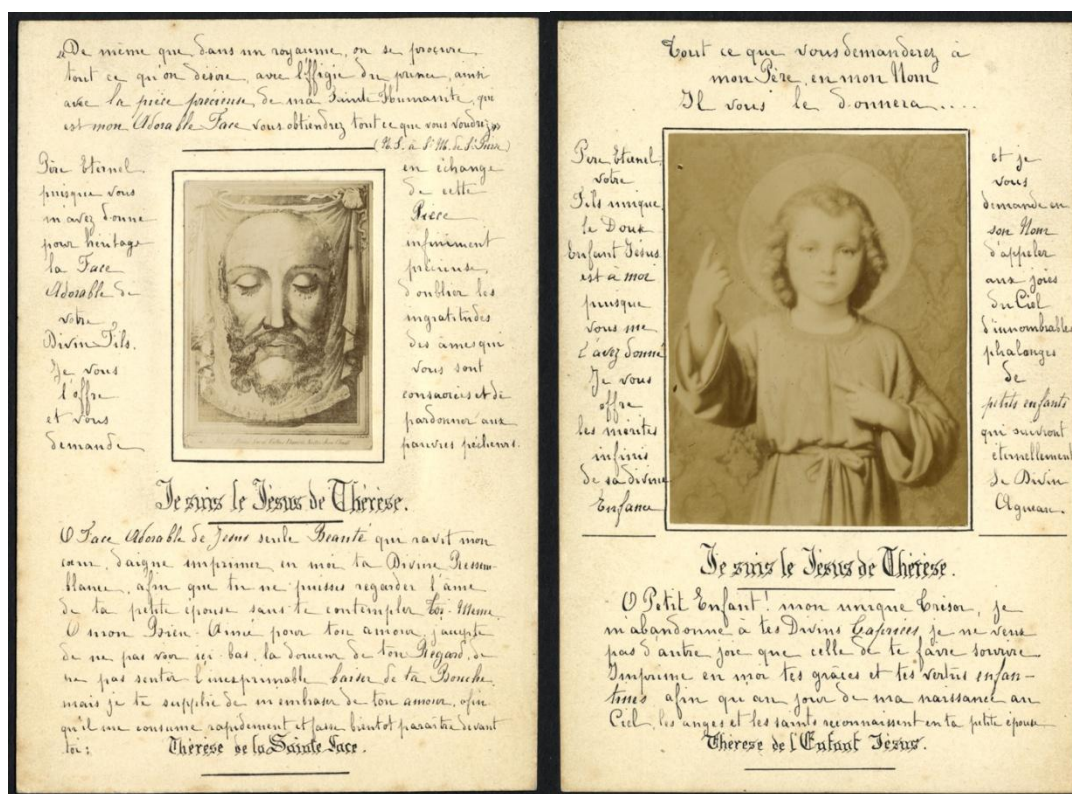 "De même que dans un royaume, on se procure
tout ce qu'on désire, avec l'effigie du prince, ainsi
avec la pièce précieuse de ma Sainte Humanité, qui
est mon Adorable Face vous obtiendrez tout ce que vous voudrez»
(N. S. à Sr M. de St Pierre)
Père Eternel,
puisque vous
m'avez donné
pour héritage
la Face
Adorable de
votre
Divin Fils.
Je vous
l'offre
et vous
demande
en échange
de cette
Pièce
infiniment
précieuse,
d'oublier les
ingratitudes
des âmes qui
vous sont
consacrées et de
pardonner aux
pauvres pécheurs.
Je suis le Jésus de Thérèse.
O Face Adorable de Jésus seule Beauté qui ravit mon
cœur, daigne imprimer en moi ta Divine Ressem-
blance, afin que tu ne puisses regarder l'âme
de ta petite épouse sans te contempler Toi-Même
O mon Bien-Aimé pour ton amour, j'accepte
de ne pas voir ici-bas, la douceur de ton Regard, de
ne pas sentir l'inexprimable baiser de ta Bouche,
mais je te supplie de m'embraser de ton amour, afin
qu'il me consume rapidement et fasse bientôt paraître devant
toi:
Thérèse de la Sainte Face.
Tout ce que vous demanderez à
mon Père, en mon Nom
Il vous le donnera.....
Père Eternel,
votre
Fils unique,
le Doux
Enfant Jésus
est à moi
puisque
vous me
l'avez donné
Je vous
offre
les mérites
infinis
de sa divine
Enfance
et je
vous
demande en
son Nom
d'appeler
aux joies
du Ciel
d'innombrables
phalanges
de
petits enfants
qui suivront
éternellement
le Divin
Agneau.
Je suis le Jésus de Thérèse.
O Petit Enfant! mon unique Trésor, je
m'abandonne à tes Divins Caprices, je ne veux
pas d'autre joie que celle de te faire sourire
Imprime en moi tes grâces et tes vertus enfan-
tines, afin qu'au jour de ma naissance au
Ciel, les anges et les saints reconnaissent en ta petite épouse
Thérèse de l'Enfant Jésus.